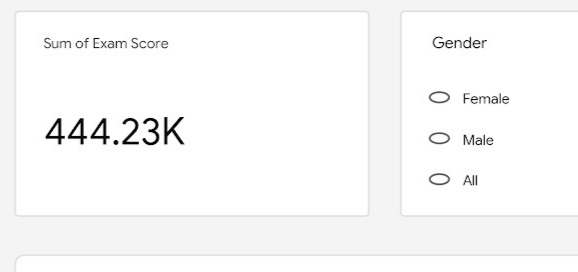 Sum of Exam Score
444.23K
Gender
Female
Male
All